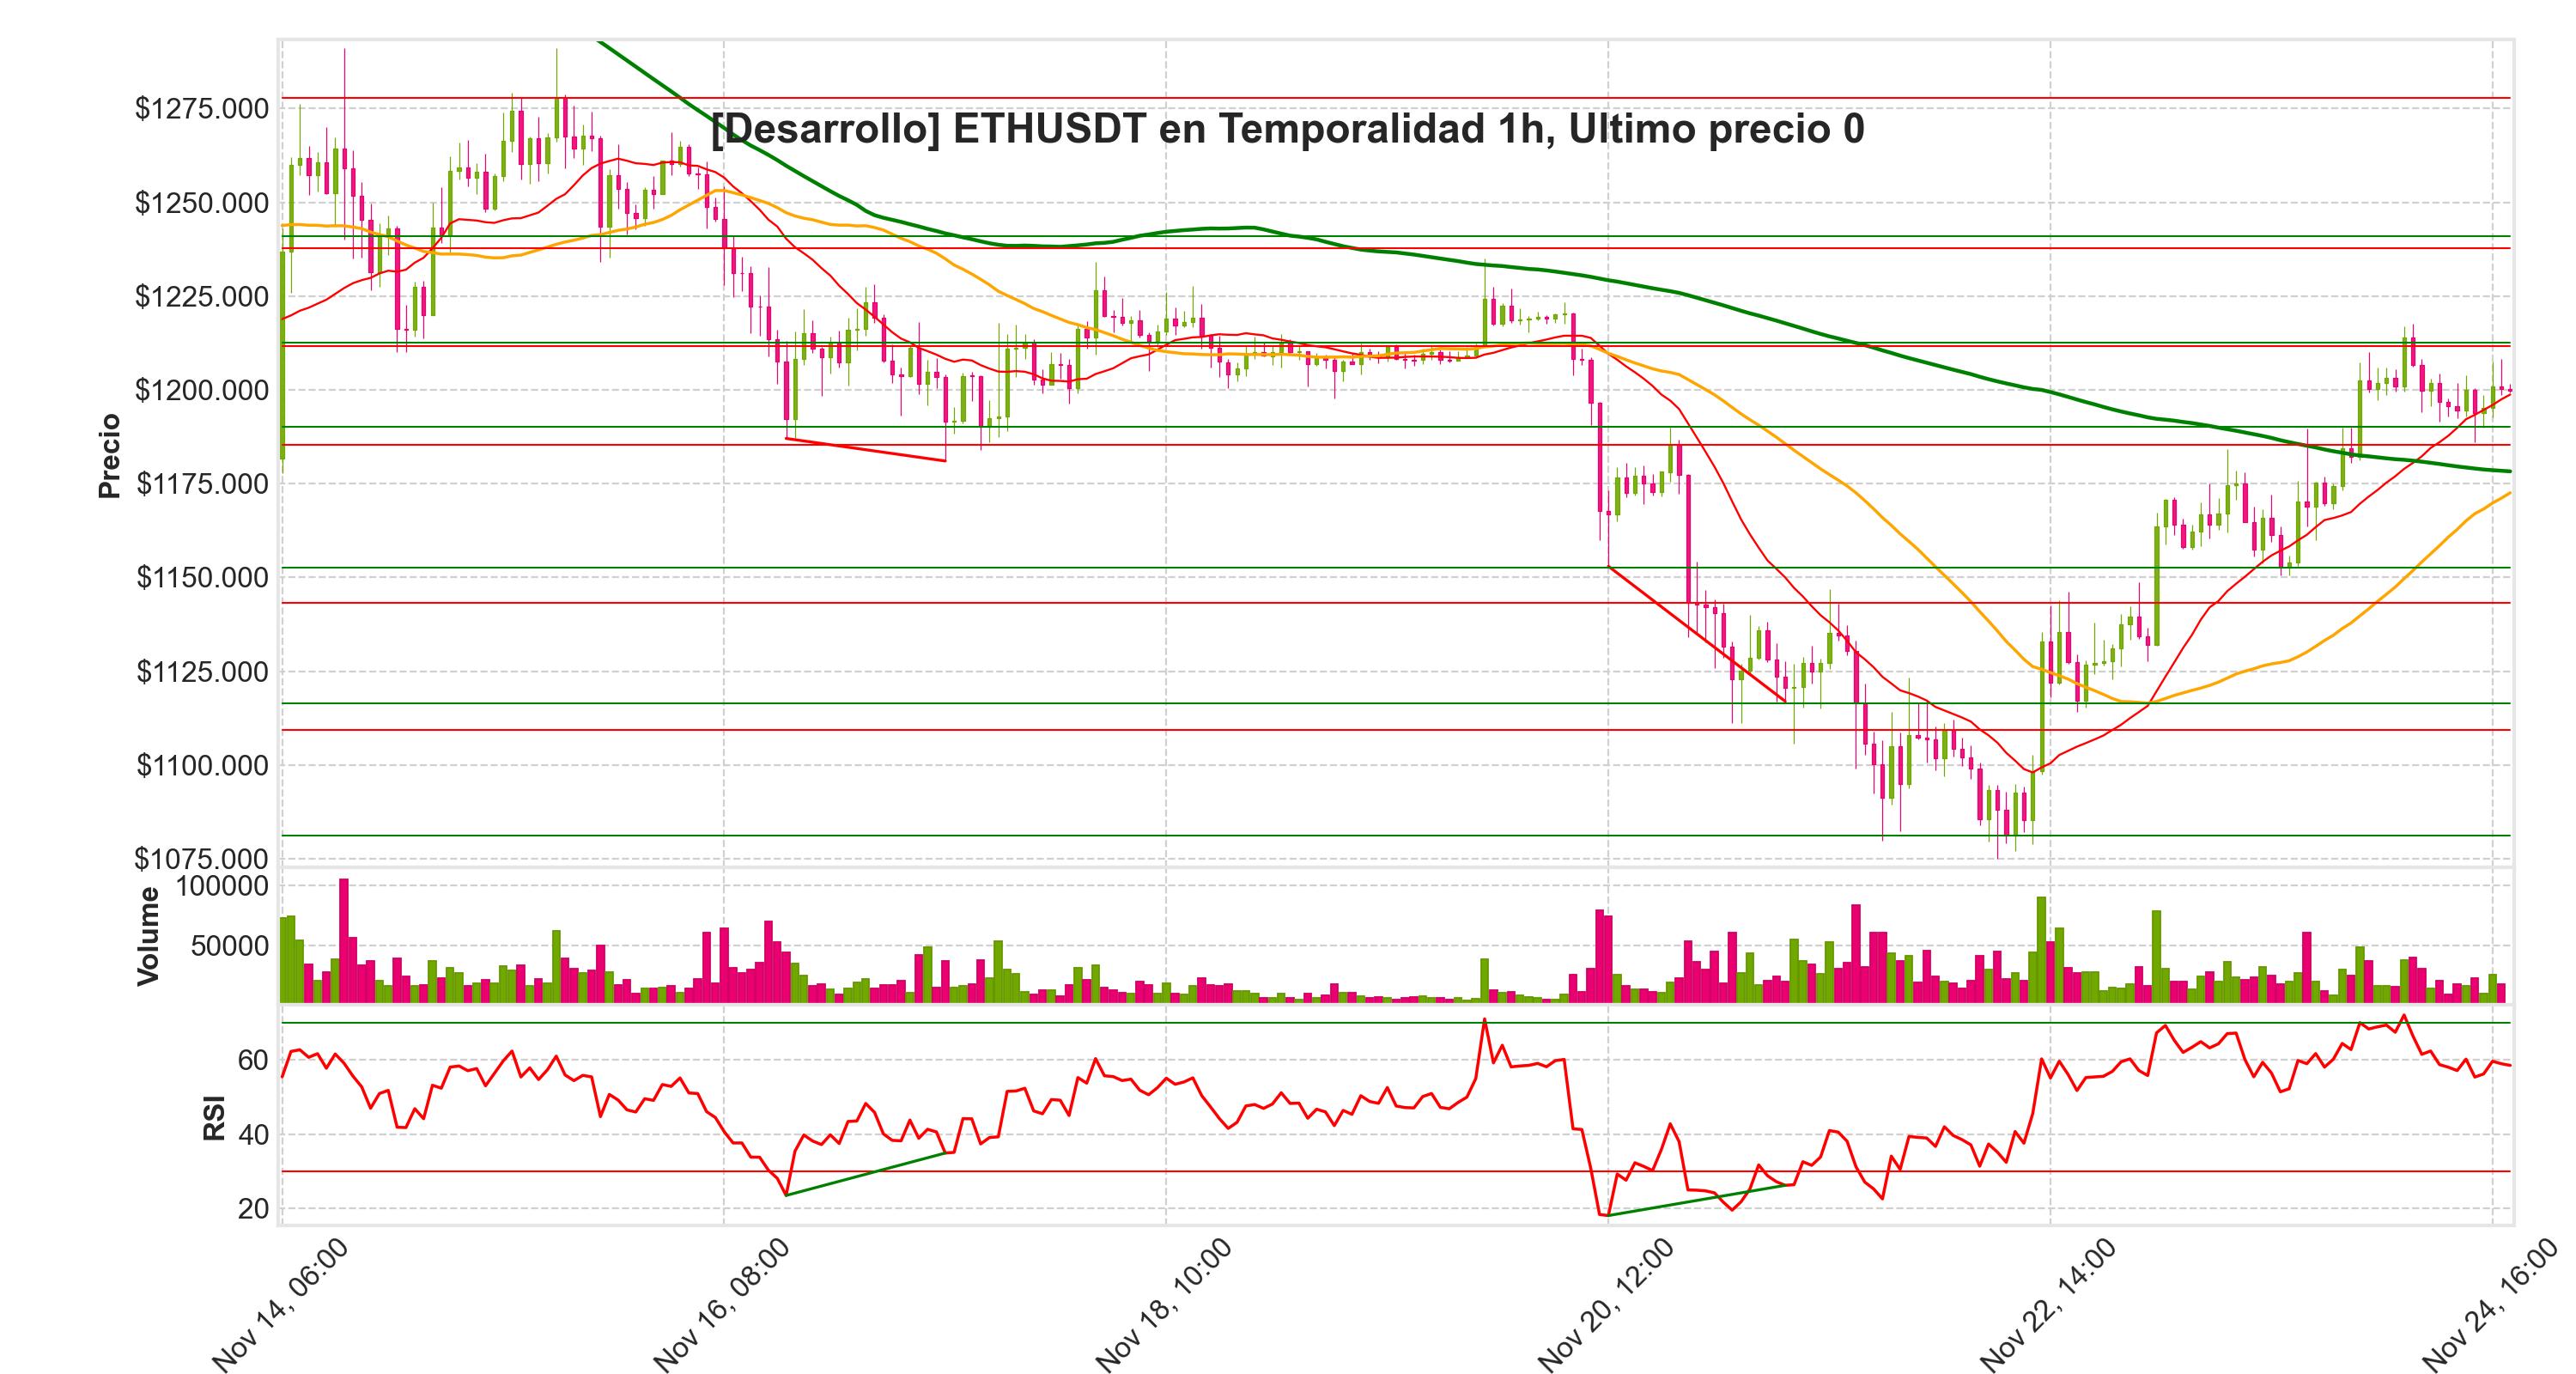 [Desarrollo] ETHUSDT en Temporalidad 1h, Ultimo precio 0
Precio
$1275.000
$1250.000
$1225.000
$1200.000
$1175.000
$1150.000
$1125.000
$1100.000
$1075.000
Volume
100000
50000
RSI
60
40
20
Nov 14, 06:00
Nov 16, 08:00
Nov 18, 10:00
Nov 20, 12:00
Nov 22, 14:00
Nov 24, 16:00